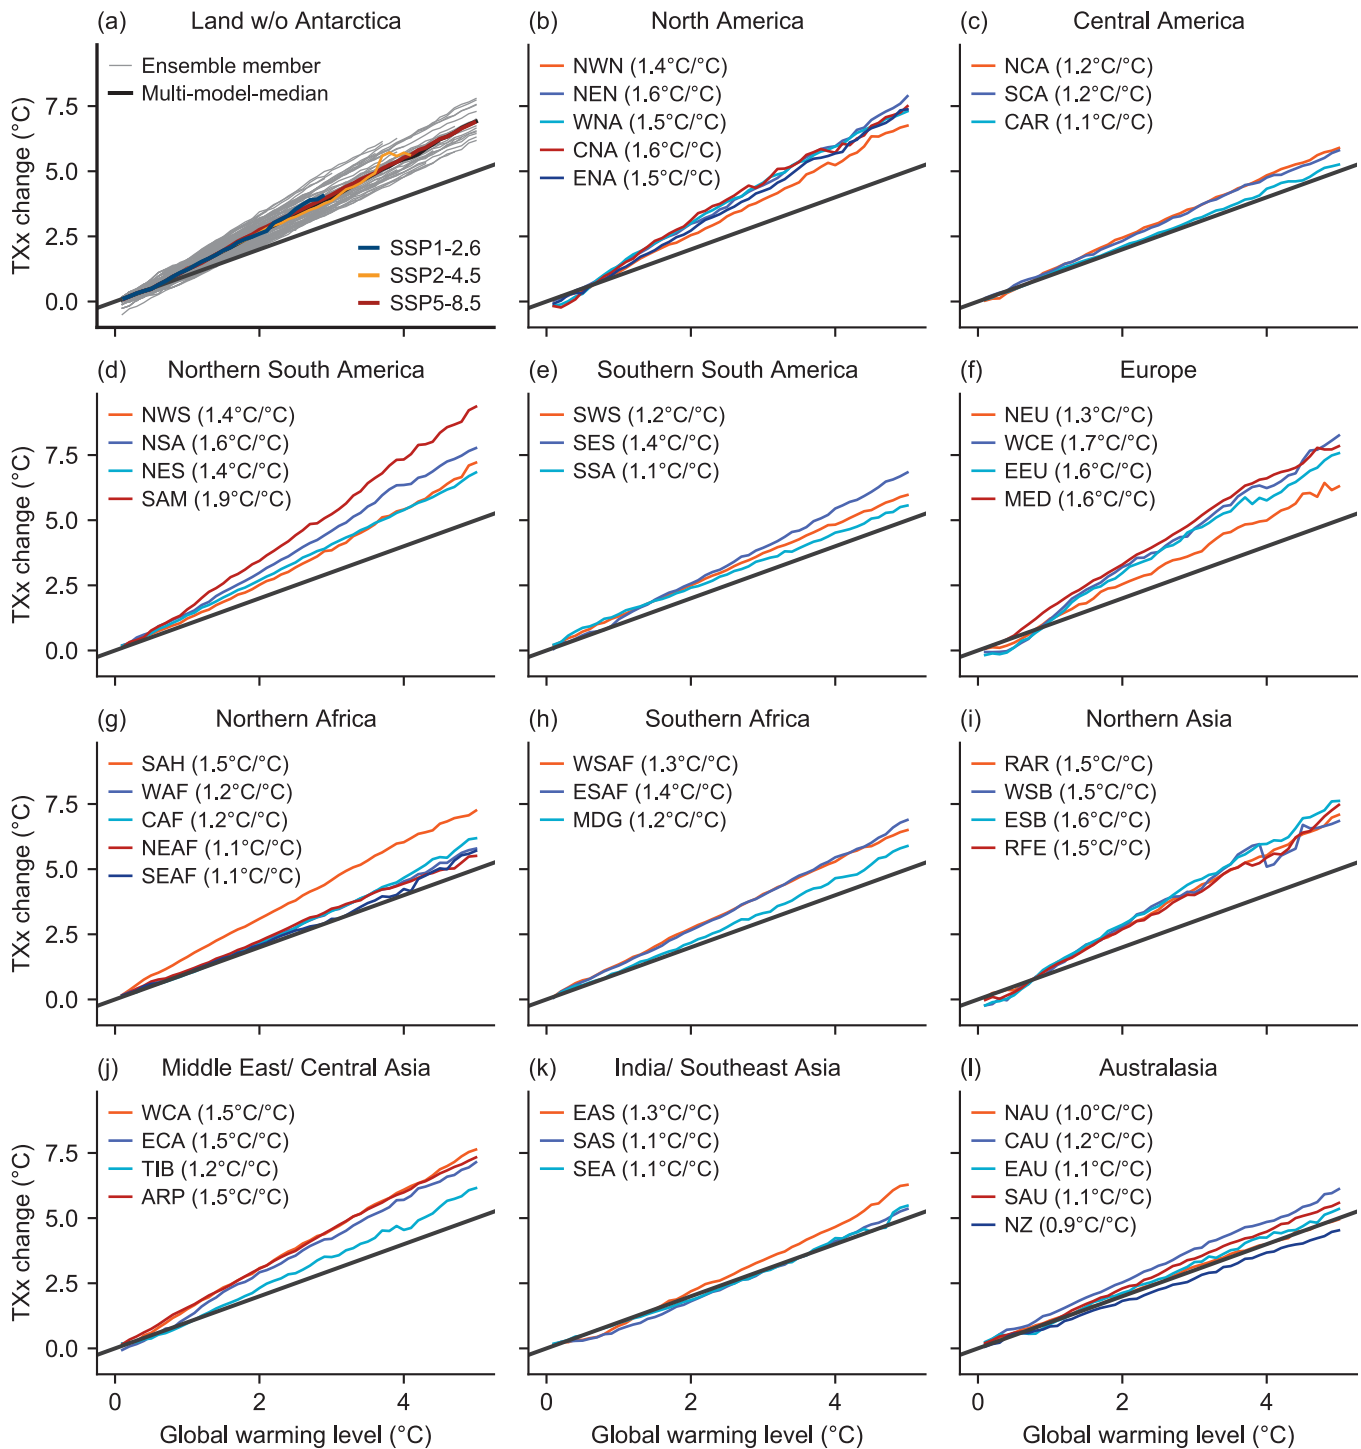 (a) Land w/o Antarctica
Ensemble member
Multi-model-median
SSP1-2.6
SSP2-4.5
SSP5-8.5
TXx change (°C)
7.5
5.0
2.5
0.0
(b) North America
NWN (1.4°C/°C)
NEN (1.6°C/°C)
WNA (1.5°C/°C)
CNA (1.6°C/°C)
ENA (1.5°C/°C)
(c) Central America
NCA (1.2°C/°C)
SCA (1.2°C/°C)
CAR (1.1°C/°C)
(d) Northern South America
NWS (1.4°C/°C)
NSA (1.6°C/°C)
NES (1.4°C/°C)
SAM (1.9°C/°C)
TXx change (°C)
7.5
5.0
2.5
0.0
(e) Southern South America
SWS (1.2°C/°C)
SES (1.4°C/°C)
SSA (1.1°C/°C)
(f) Europe
NEU (1.3°C/°C)
WCE (1.7°C/°C)
EEU (1.6°C/°C)
MED (1.6°C/°C)
(g) Northern Africa
SAH (1.5°C/°C)
WAF (1.2°C/°C)
CAF (1.2°C/°C)
NEAF (1.1°C/°C)
SEAF (1.1°C/°C)
TXx change (°C)
7.5
5.0
2.5
0.0
(h) Southern Africa
WSAF (1.3°C/°C)
ESAF (1.4°C/°C)
MDG (1.2°C/°C)
(i) Northern Asia
RAR (1.5°C/°C)
WSB (1.5°C/°C)
ESB (1.6°C/°C)
RFE (1.5°C/°C)
(j) Middle East/ Central Asia
WCA (1.5°C/°C)
ECA (1.5°C/°C)
TIB (1.2°C/°C)
ARP (1.5°C/°C)
TXx change (°C)
7.5
5.0
2.5
0.0
0 2 4
Global warming level (°C)
(k) India/ Southeast Asia
EAS (1.3°C/°C)
SAS (1.1°C/°C)
SEA (1.1°C/°C)
0 2 4
Global warming level (°C)
(l) Australasia
NAU (1.0°C/°C)
CAU (1.2°C/°C)
EAU (1.1°C/°C)
SAU (1.1°C/°C)
NZ (0.9°C/°C)
0 2 4
Global warming level (°C)